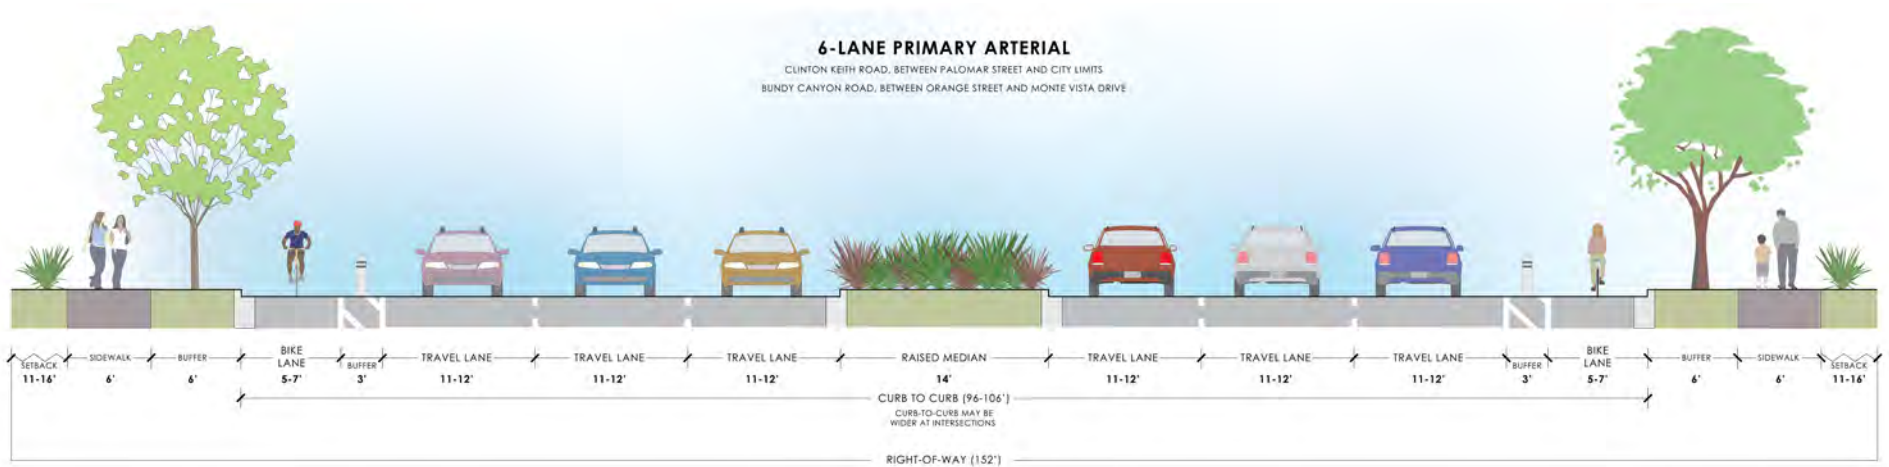 6-LANE PRIMARY ARTERIAL
CLINTON KEITH ROAD, BETWEEN PALOMAR STREET AND CITY LIMITS
BUNDY CANYON ROAD, BETWEEN ORANGE STREET AND MONTE VISTA DRIVE
SETBACK
11-16'
SIDEWALK
6'
BUFFER
6'
BIKE
LANE
5-7'
BUFFER
3'
TRAVEL LANE
11-12'
TRAVEL LANE
11-12'
TRAVEL LANE
11-12'
RAISED MEDIAN
14'
TRAVEL LANE
11-12'
TRAVEL LANE
11-12'
TRAVEL LANE
11-12'
BUFFER
3'
BIKE
LANE
5-7'
BUFFER
6'
SIDEWALK
6'
SETBACK
11-16'
CURB TO CURB (96-106')
CURB-TO-CURB MAY BE
WIDER AT INTERSECTIONS
RIGHT-OF-WAY (152')